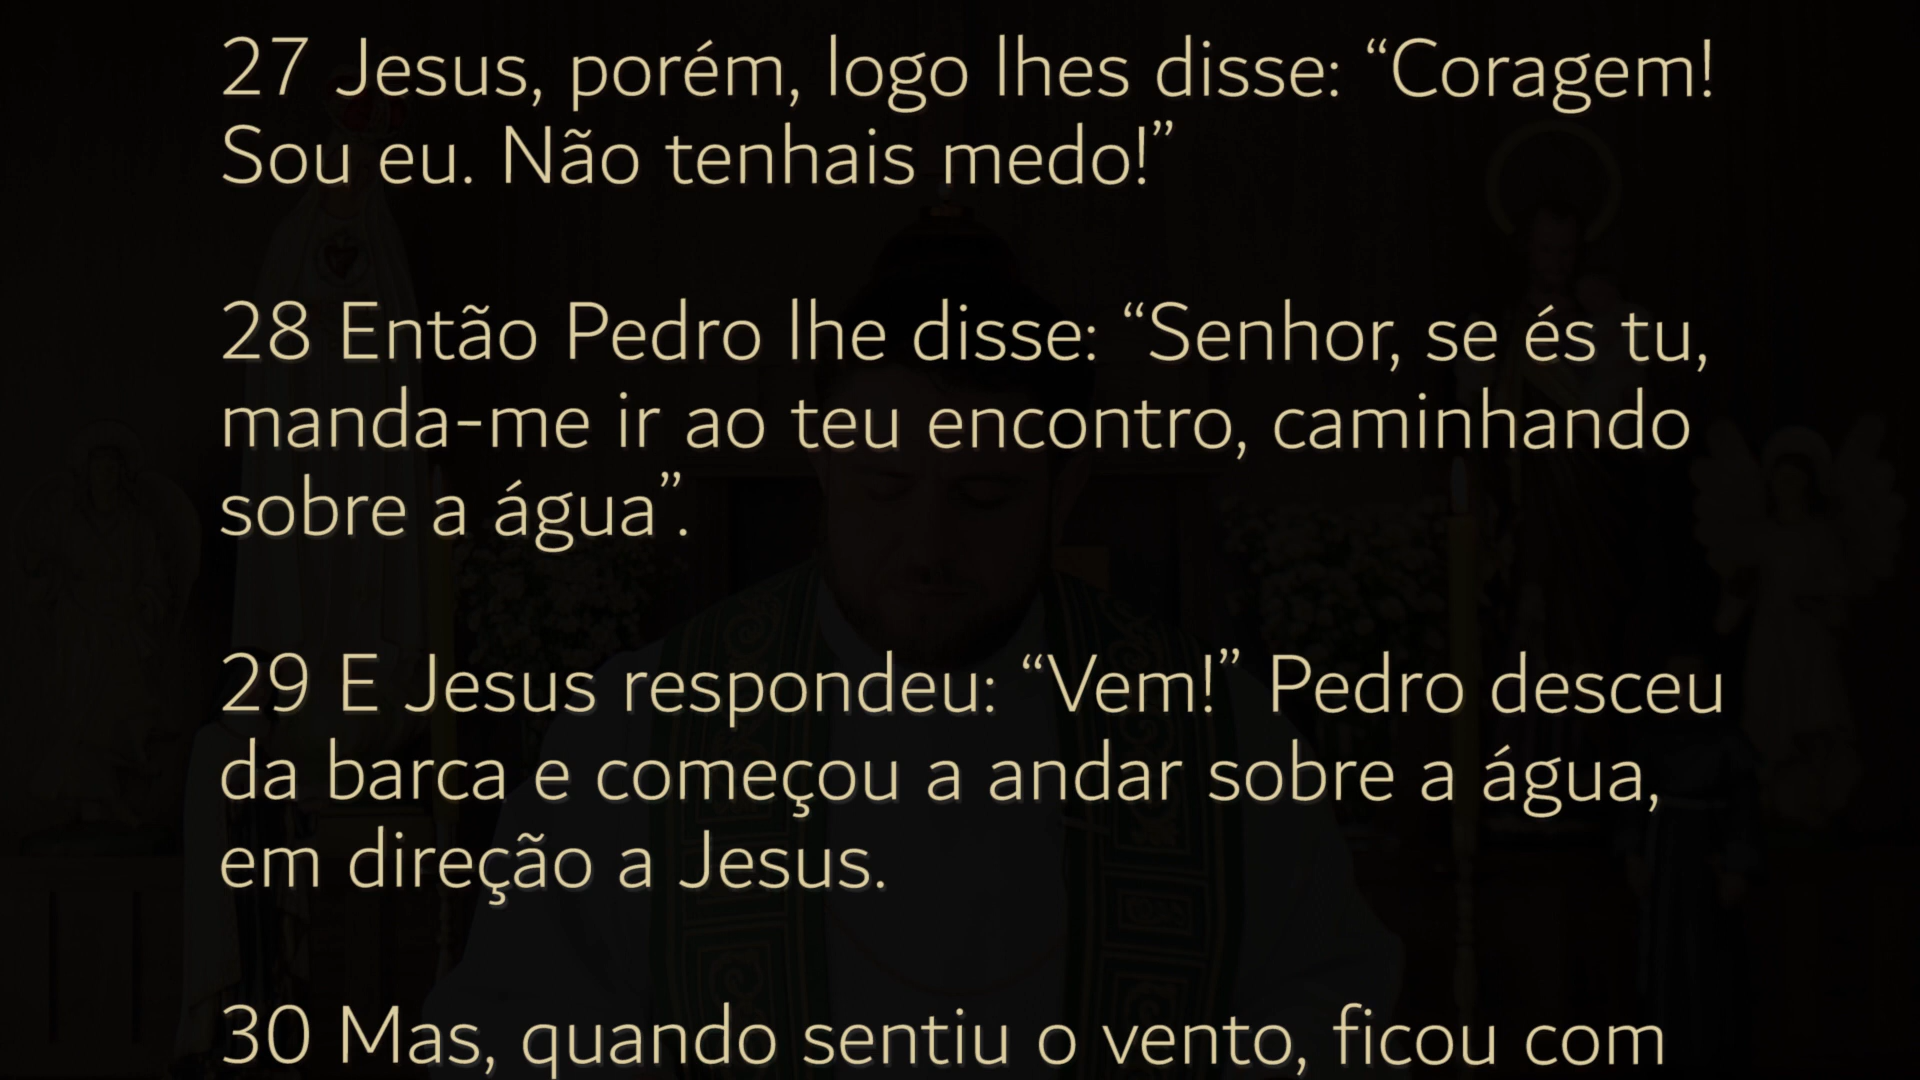 27 Jesus, porém, logo lhes disse: “Coragem!
Sou eu. Não tenhais medo!”
28 Então Pedro lhe disse: “Senhor, se és tu,
manda-me ir ao teu encontro, caminhando
sobre a água”.
29 E Jesus respondeu: “Vem!” Pedro desceu
da barca e começou a andar sobre a água,
em direção a Jesus.
30 Mas, quando sentiu o vento, ficou com